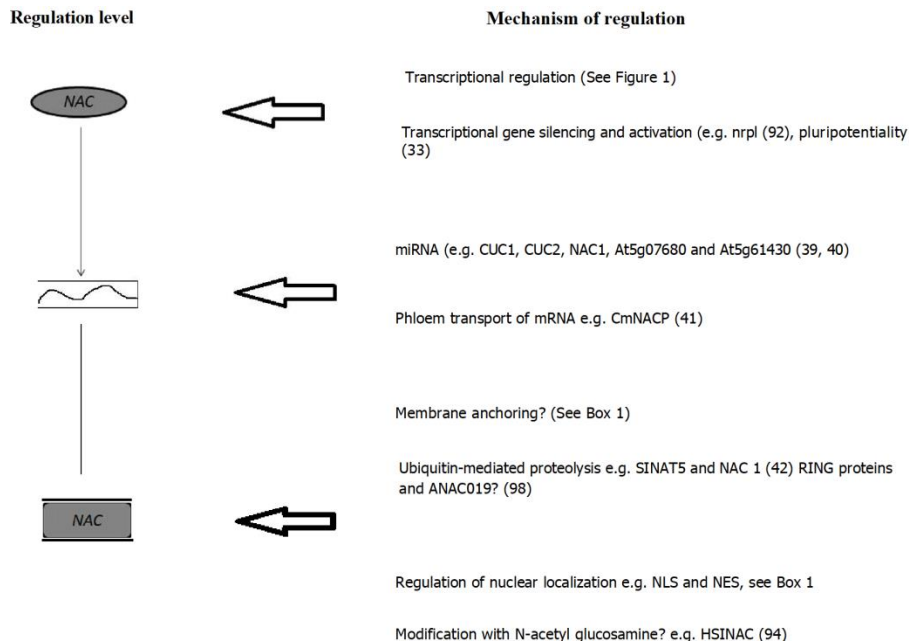 Regulation level
Mechanism of regulation
NAC
Transcriptional regulation (See Figure 1)
Transcriptional gene silencing and activation (e.g. nrpl (92), pluripotentiality
(33)
miRNA (e.g. CUC1, CUC2, NAC1, At5g07680 and At5g61430 (39, 40)
Phloem transport of mRNA e.g. CmNACP (41)
Membrane anchoring? (See Box 1)
Ubiquitin-mediated proteolysis e.g. SINAT5 and NAC 1 (42) RING proteins
and ANAC019? (98)
NAC
Regulation of nuclear localization e.g. NLS and NES, see Box 1
Modification with N-acetyl glucosamine? e.g. HSINAC (94)